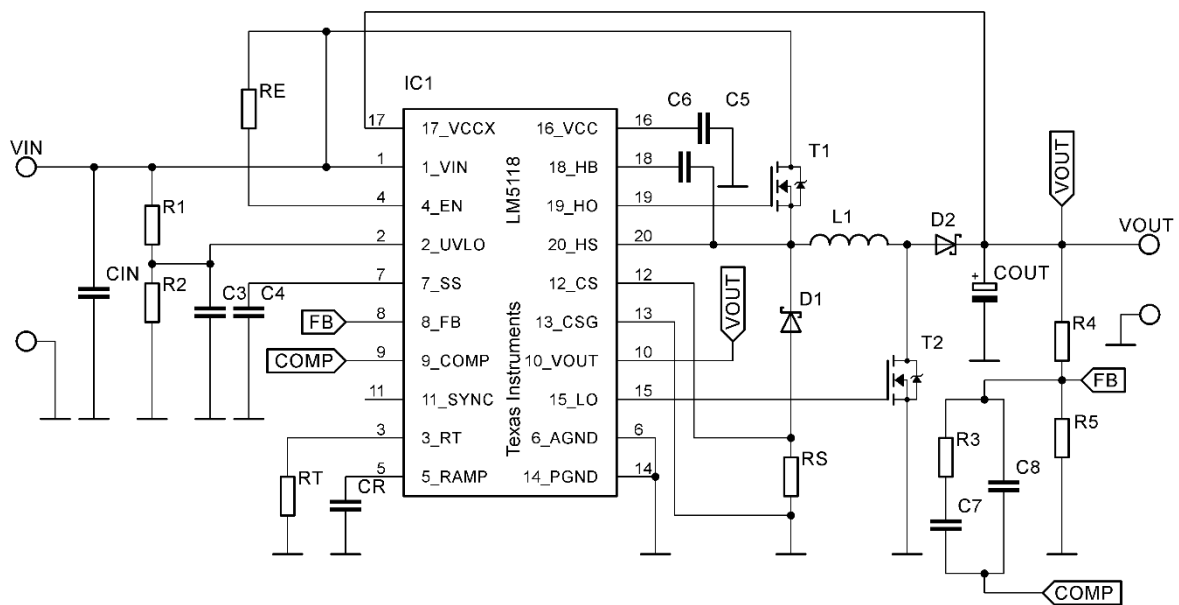 IC1
RE
C6
C5
17
17_VCCX
16_VCC
16
VIN
1
1_VIN
18_HB
18
T1
4
4_EN
19_HO
19
R1
2
2_UVLO
20_HS
20
L1
D2
VOUT
VOUT
CIN
R2
C3
C4
7
7_SS
12_CS
12
VOUT
D1
+
COUT
FB
8
8_FB
13_CSG
13
R4
COMP
9
9_COMP
10_VOUT
10
T2
FB
11
11_SYNC
15_LO
15
3
3_RT
6_AGND
6
R3
R5
RT
5
5_RAMP
14_PGND
14
RS
C8
CR
C7
COMP
LM5118
Texas Instruments